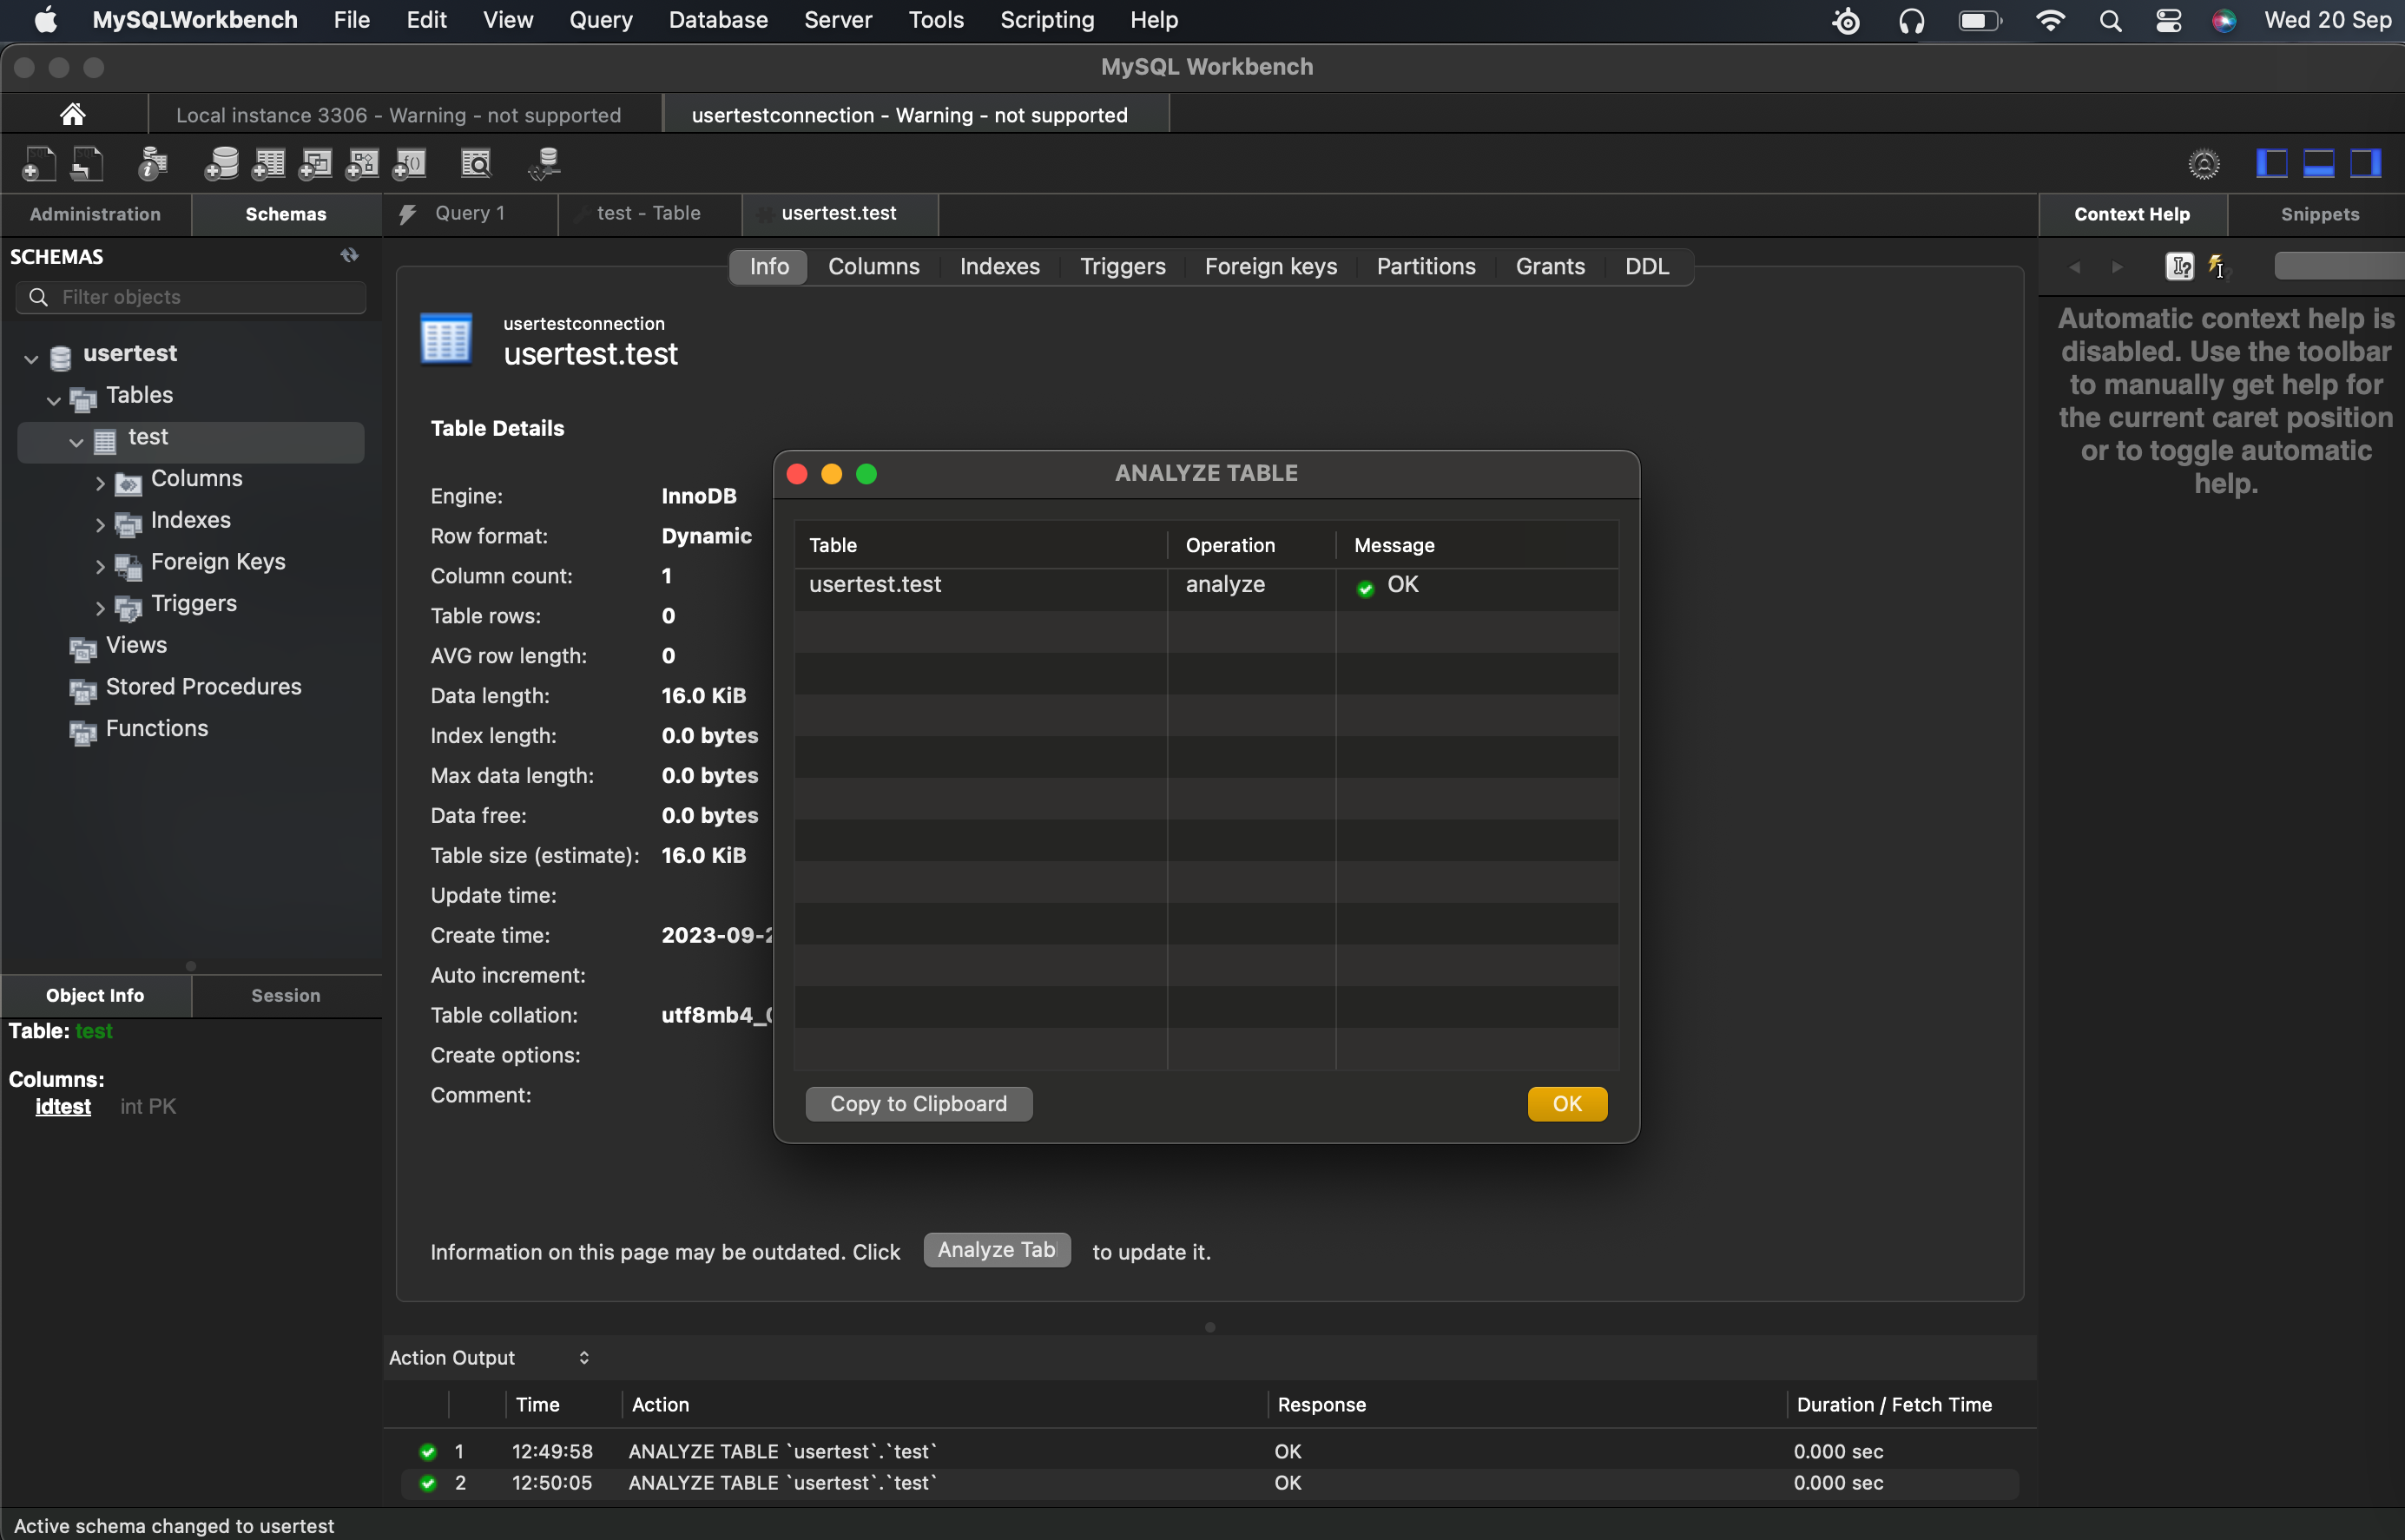 MySQLWorkbench File Edit View Query Database Server Tools Scripting Help Wed 20 Sep
MySQL Workbench
Local instance 3306 - Warning - not supported usertestconnection - Warning - not supported
Administration Schemas Query 1 test - Table usertest.test Context Help Snippets
SCHEMAS
Filter objects
usertest
Tables
test
Columns
Indexes
Foreign Keys
Triggers
Views
Stored Procedures
Functions
Object Info Session
Table: test
Columns:
idtest int PK
Info Columns Indexes Triggers Foreign keys Partitions Grants DDL
usertestconnection
usertest.test
Table Details
Engine: InnoDB
Row format: Dynamic
Column count: 1
Table rows: 0
AVG row length: 0
Data length: 16.0 KiB
Index length: 0.0 bytes
Max data length: 0.0 bytes
Data free: 0.0 bytes
Table size (estimate): 16.0 KiB
Update time:
Create time: 2023-09-2
Auto increment:
Table collation: utf8mb4_0
Create options:
Comment:
Information on this page may be outdated. Click Analyze Tab to update it.
ANALYZE TABLE
Table Operation Message
usertest.test analyze OK
Copy to Clipboard OK
Automatic context help is
disabled. Use the toolbar
to manually get help for
the current caret position
or to toggle automatic
help.
Action Output
Time Action Response Duration / Fetch Time
1 12:49:58 ANALYZE TABLE `usertest`.`test` OK 0.000 sec
2 12:50:05 ANALYZE TABLE `usertest`.`test` OK 0.000 sec
Active schema changed to usertest